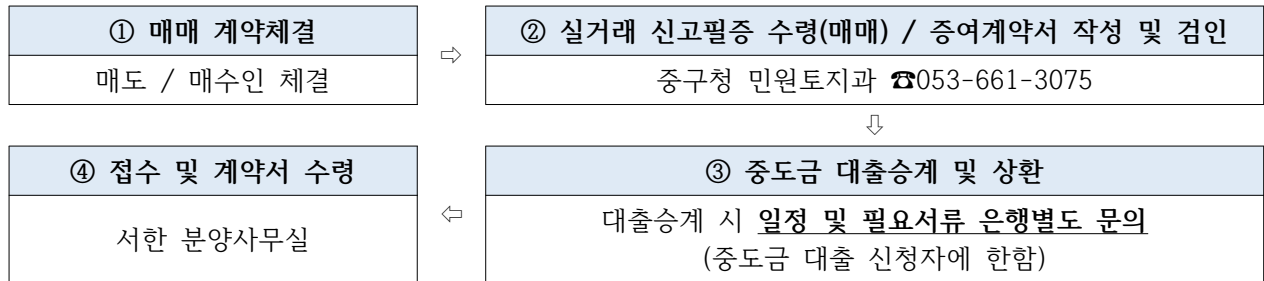 ① 매매 계약체결
매도 / 매수인 체결
⇨
② 실거래 신고필증 수령(매매) / 증여계약서 작성 및 검인
중구청 민원토지과 ☎053-661-3075
⇩
③ 중도금 대출승계 및 상환
대출승계 시 일정 및 필요서류 은행별도 문의
(중도금 대출 신청자에 한함)
⇦
④ 접수 및 계약서 수령
서한 분양사무실